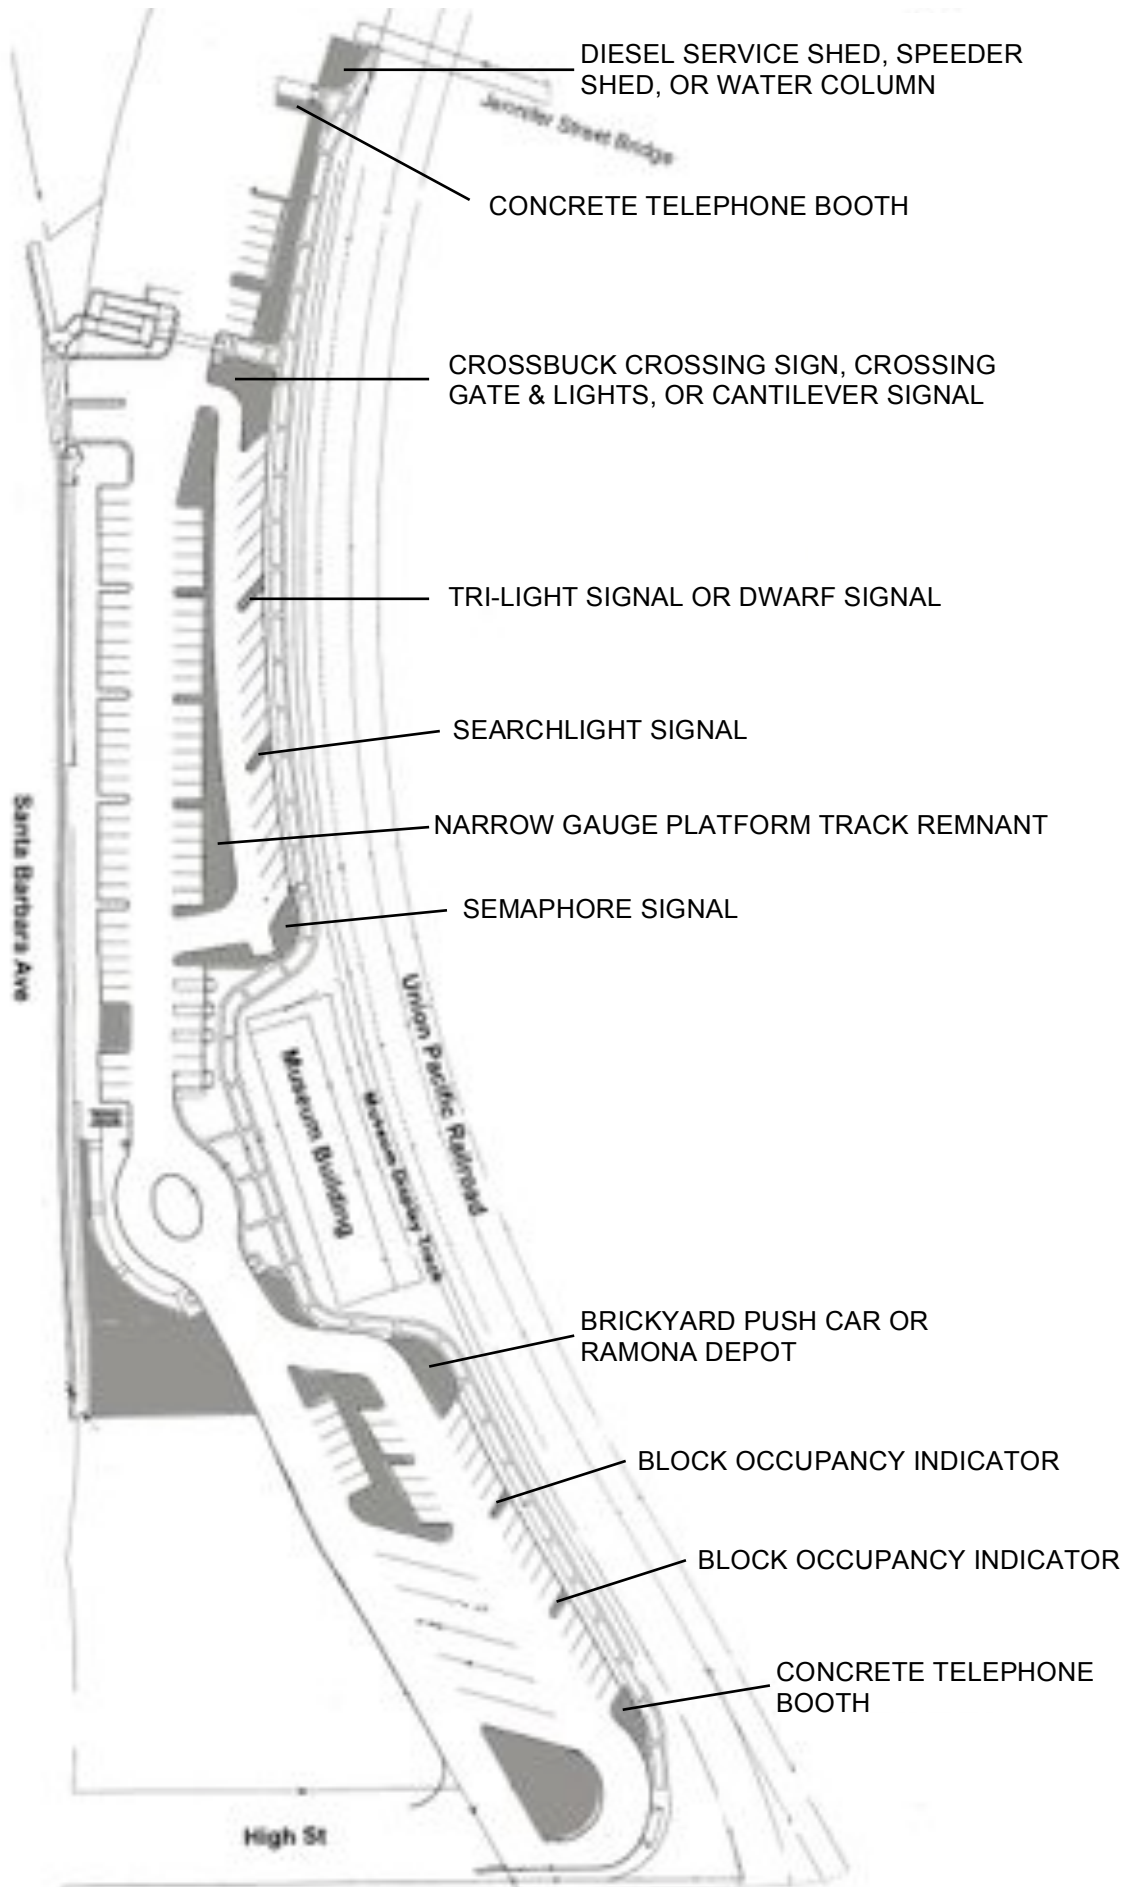 DIESEL SERVICE SHED, SPEEDER
SHED, OR WATER COLUMN
Jennifer Street Bridge
CONCRETE TELEPHONE BOOTH
CROSSBUCK CROSSING SIGN, CROSSING
GATE & LIGHTS, OR CANTILEVER SIGNAL
TRI-LIGHT SIGNAL OR DWARF SIGNAL
SEARCHLIGHT SIGNAL
Santa Barbara Ave
NARROW GAUGE PLATFORM TRACK REMNANT
SEMAPHORE SIGNAL
Union Pacific Railroad
Museum Building
Museum Display Track
BRICKYARD PUSH CAR OR
RAMONA DEPOT
BLOCK OCCUPANCY INDICATOR
BLOCK OCCUPANCY INDICATOR
CONCRETE TELEPHONE
BOOTH
High St